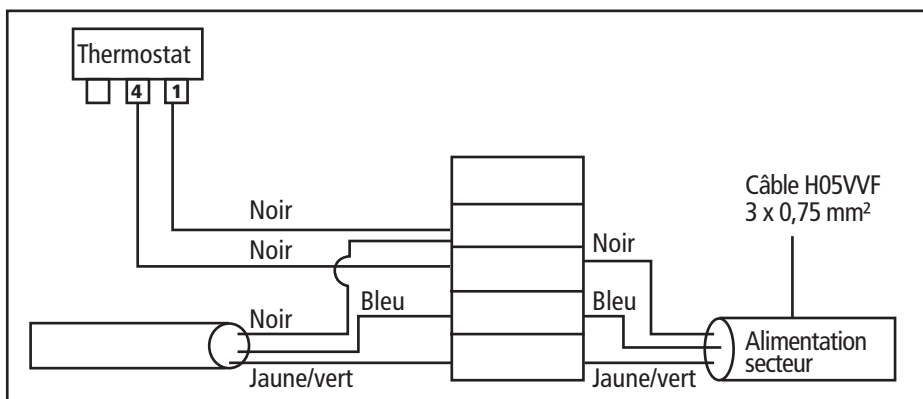 Thermostat
4 1
Câble H05VVF
3 x 0,75 mm²
Noir
Noir
Noir
Bleu
Bleu
Noir
Alimentation
secteur
Jaune/vert
Jaune/vert